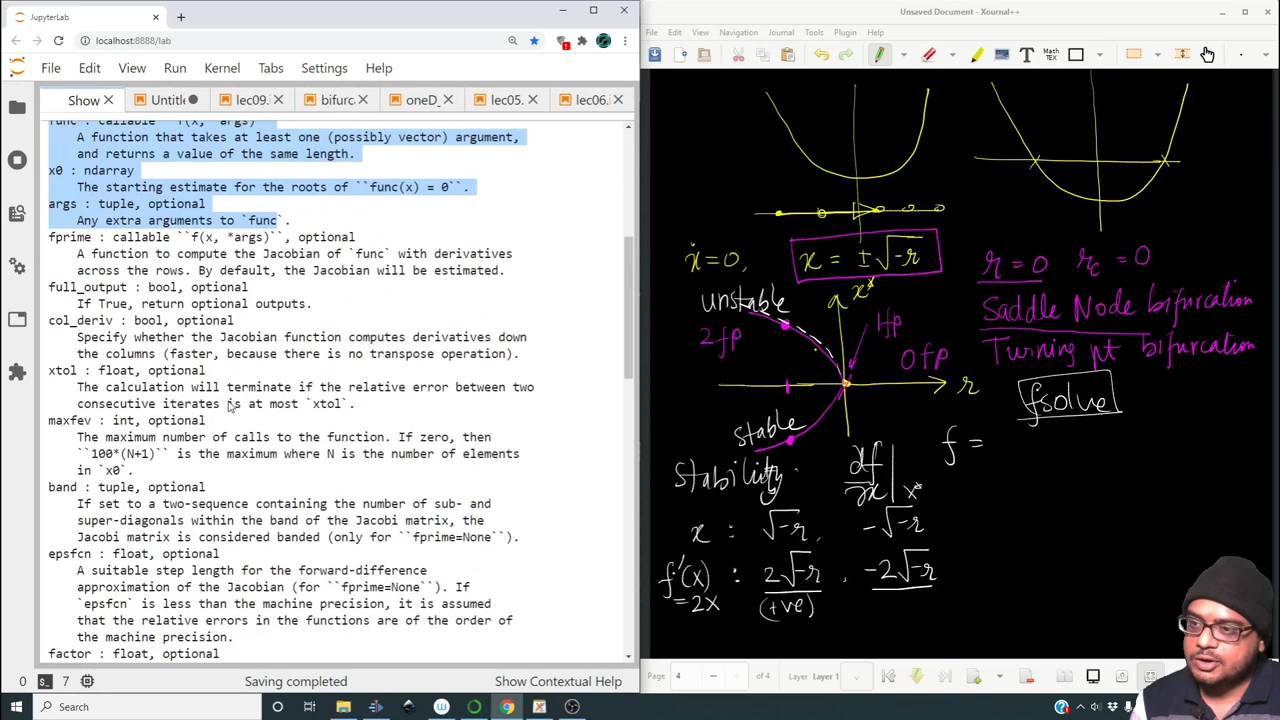 JupyterLab
localhost:8888/lab
File Edit View Run Kernel Tabs Settings Help
Show Untitle lec09. bifurc oneD_ lec05. lec06.
func : callable ``f(x, *args)``
A function that takes at least one (possibly vector) argument,
and returns a value of the same length.
x0 : ndarray
The starting estimate for the roots of ``func(x) = 0``.
args : tuple, optional
Any extra arguments to `func`.
fprime : callable ``f(x, *args)``, optional
A function to compute the Jacobian of `func` with derivatives
across the rows. By default, the Jacobian will be estimated.
full_output : bool, optional
If True, return optional outputs.
col_deriv : bool, optional
Specify whether the Jacobian function computes derivatives down
the columns (faster, because there is no transpose operation).
xtol : float, optional
The calculation will terminate if the relative error between two
consecutive iterates is at most `xtol`.
maxfev : int, optional
The maximum number of calls to the function. If zero, then
``100*(N+1)`` is the maximum where N is the number of elements
in `x0`.
band : tuple, optional
If set to a two-sequence containing the number of sub- and
super-diagonals within the band of the Jacobi matrix, the
Jacobi matrix is considered banded (only for ``fprime=None``).
epsfcn : float, optional
A suitable step length for the forward-difference
approximation of the Jacobian (for ``fprime=None``). If
`epsfcn` is less than the machine precision, it is assumed
that the relative errors in the functions are of the order of
the machine precision.
factor : float, optional
0 7 Saving completed Show Contextual Help
Unsaved Document - Xournal++
File Edit View Navigation Journal Tools Plugin Help
ẋ=0, x = ±√-r
r = 0 r_c = 0
unstable x*
Saddle Node bifurcation
2fp 1fp 0fp
Turning pt bifurcation
r
fsolve
stable
f =
Stability: df/dx | x*
x : √-r, -√-r
f'(x) : 2√-r, -2√-r
=2x (+ve)
Page 4 of 4 Layer Layer 1
Search
7:06 PM